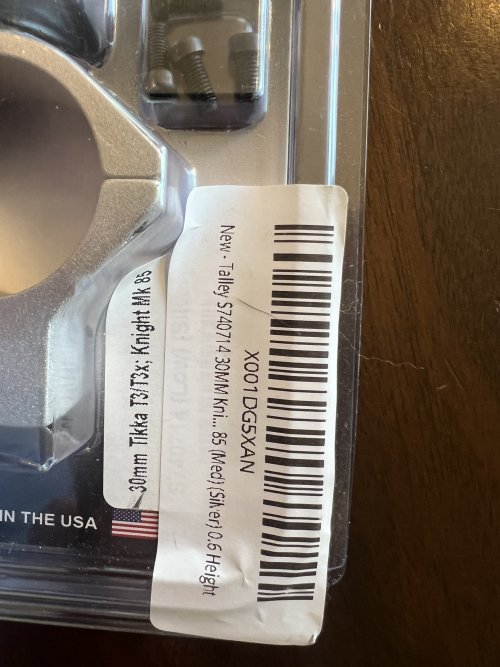 30mm Tikka T3/T3x; Knight Mk 85
IN THE USA
X001DG5XAN
New - Talley S740714 30MM Kni... 85 (Med) (Silver) 0.6 Height